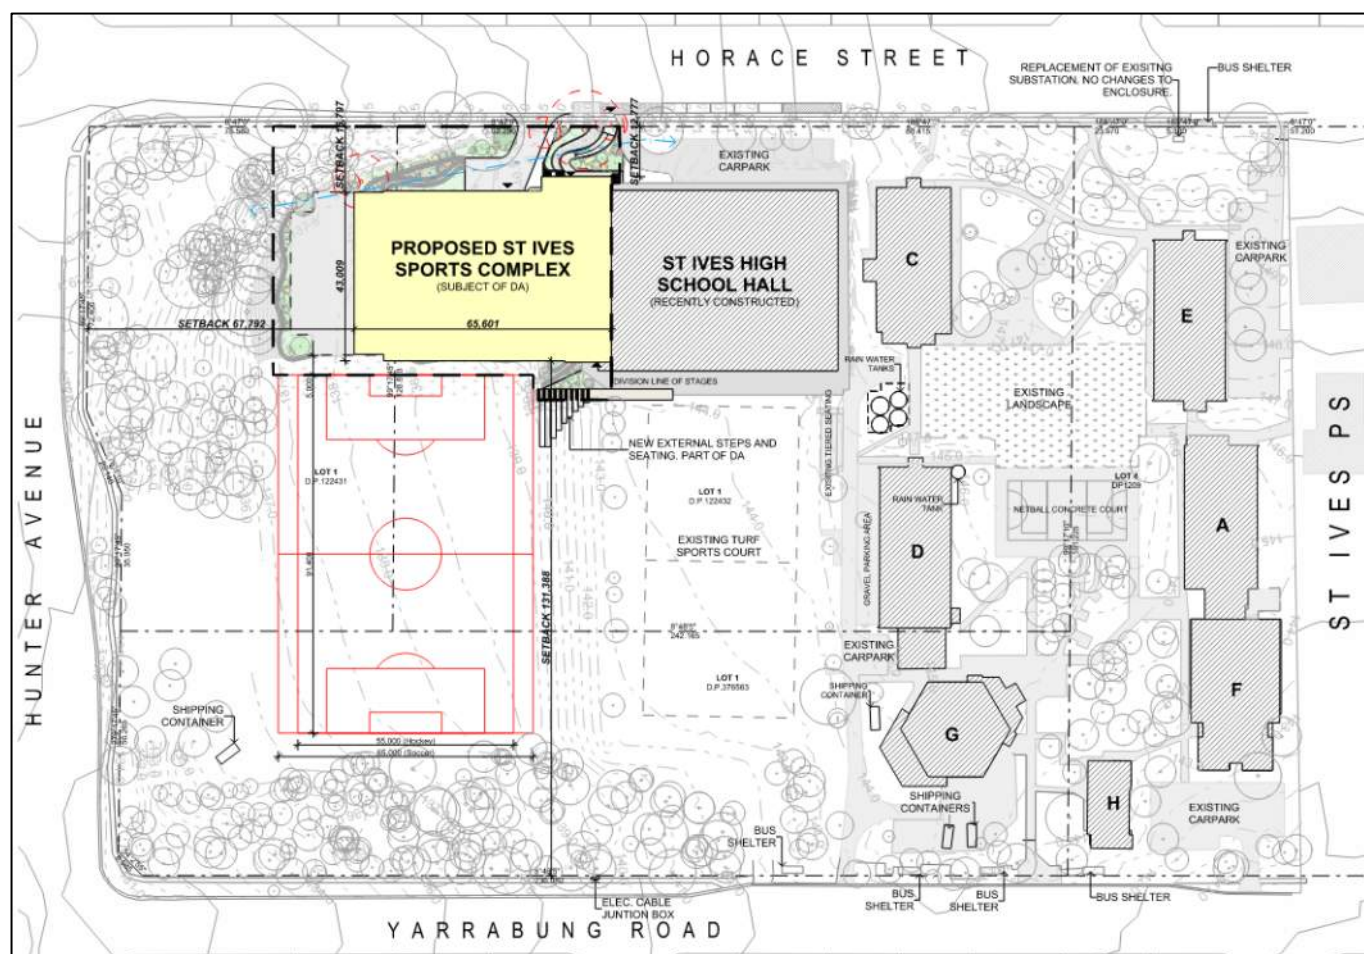 HORACE STREET
REPLACEMENT OF EXISITNG
SUBSTATION. NO CHANGES TO
ENCLOSURE.
BUS SHELTER
SETBACK 12,777
EXISTING
CARPARK
PROPOSED ST IVES
SPORTS COMPLEX
(SUBJECT OF DA)
43,009
SETBACK 67,792
65,601
ST IVES HIGH
SCHOOL HALL
(RECENTLY CONSTRUCTED)
C
E
EXISTING
CARPARK
RAIN WATER
TANKS
EXISTING
LANDSCAPE
DIVISION LINE OF STAGES
NEW EXTERNAL STEPS AND
SEATING. PART OF DA
EXISTING TIERED SEATING
HUNTER AVENUE
ST IVES PS
LOT 1
D.P.122431
LOT 1
D.P.122432
EXISTING TURF
SPORTS COURT
SETBACK 131,388
RAIN WATER
TANK
LOT 4
NETBALL CONCRETE COURT
GRAVEL PARKING AREA
D
A
242.165
EXISTING
CARPARK
LOT 1
D.P.376563
SHIPPING
CONTAINER
SHIPPING
CONTAINER
G
F
55,000 (Hockey)
65,000 (Soccer)
SHIPPING
CONTAINERS
H
EXISTING
CARPARK
BUS
SHELTER
BUS
SHELTER
BUS
SHELTER
BUS SHELTER
ELEC. CABLE
JUNTION BOX
YARRABUNG ROAD